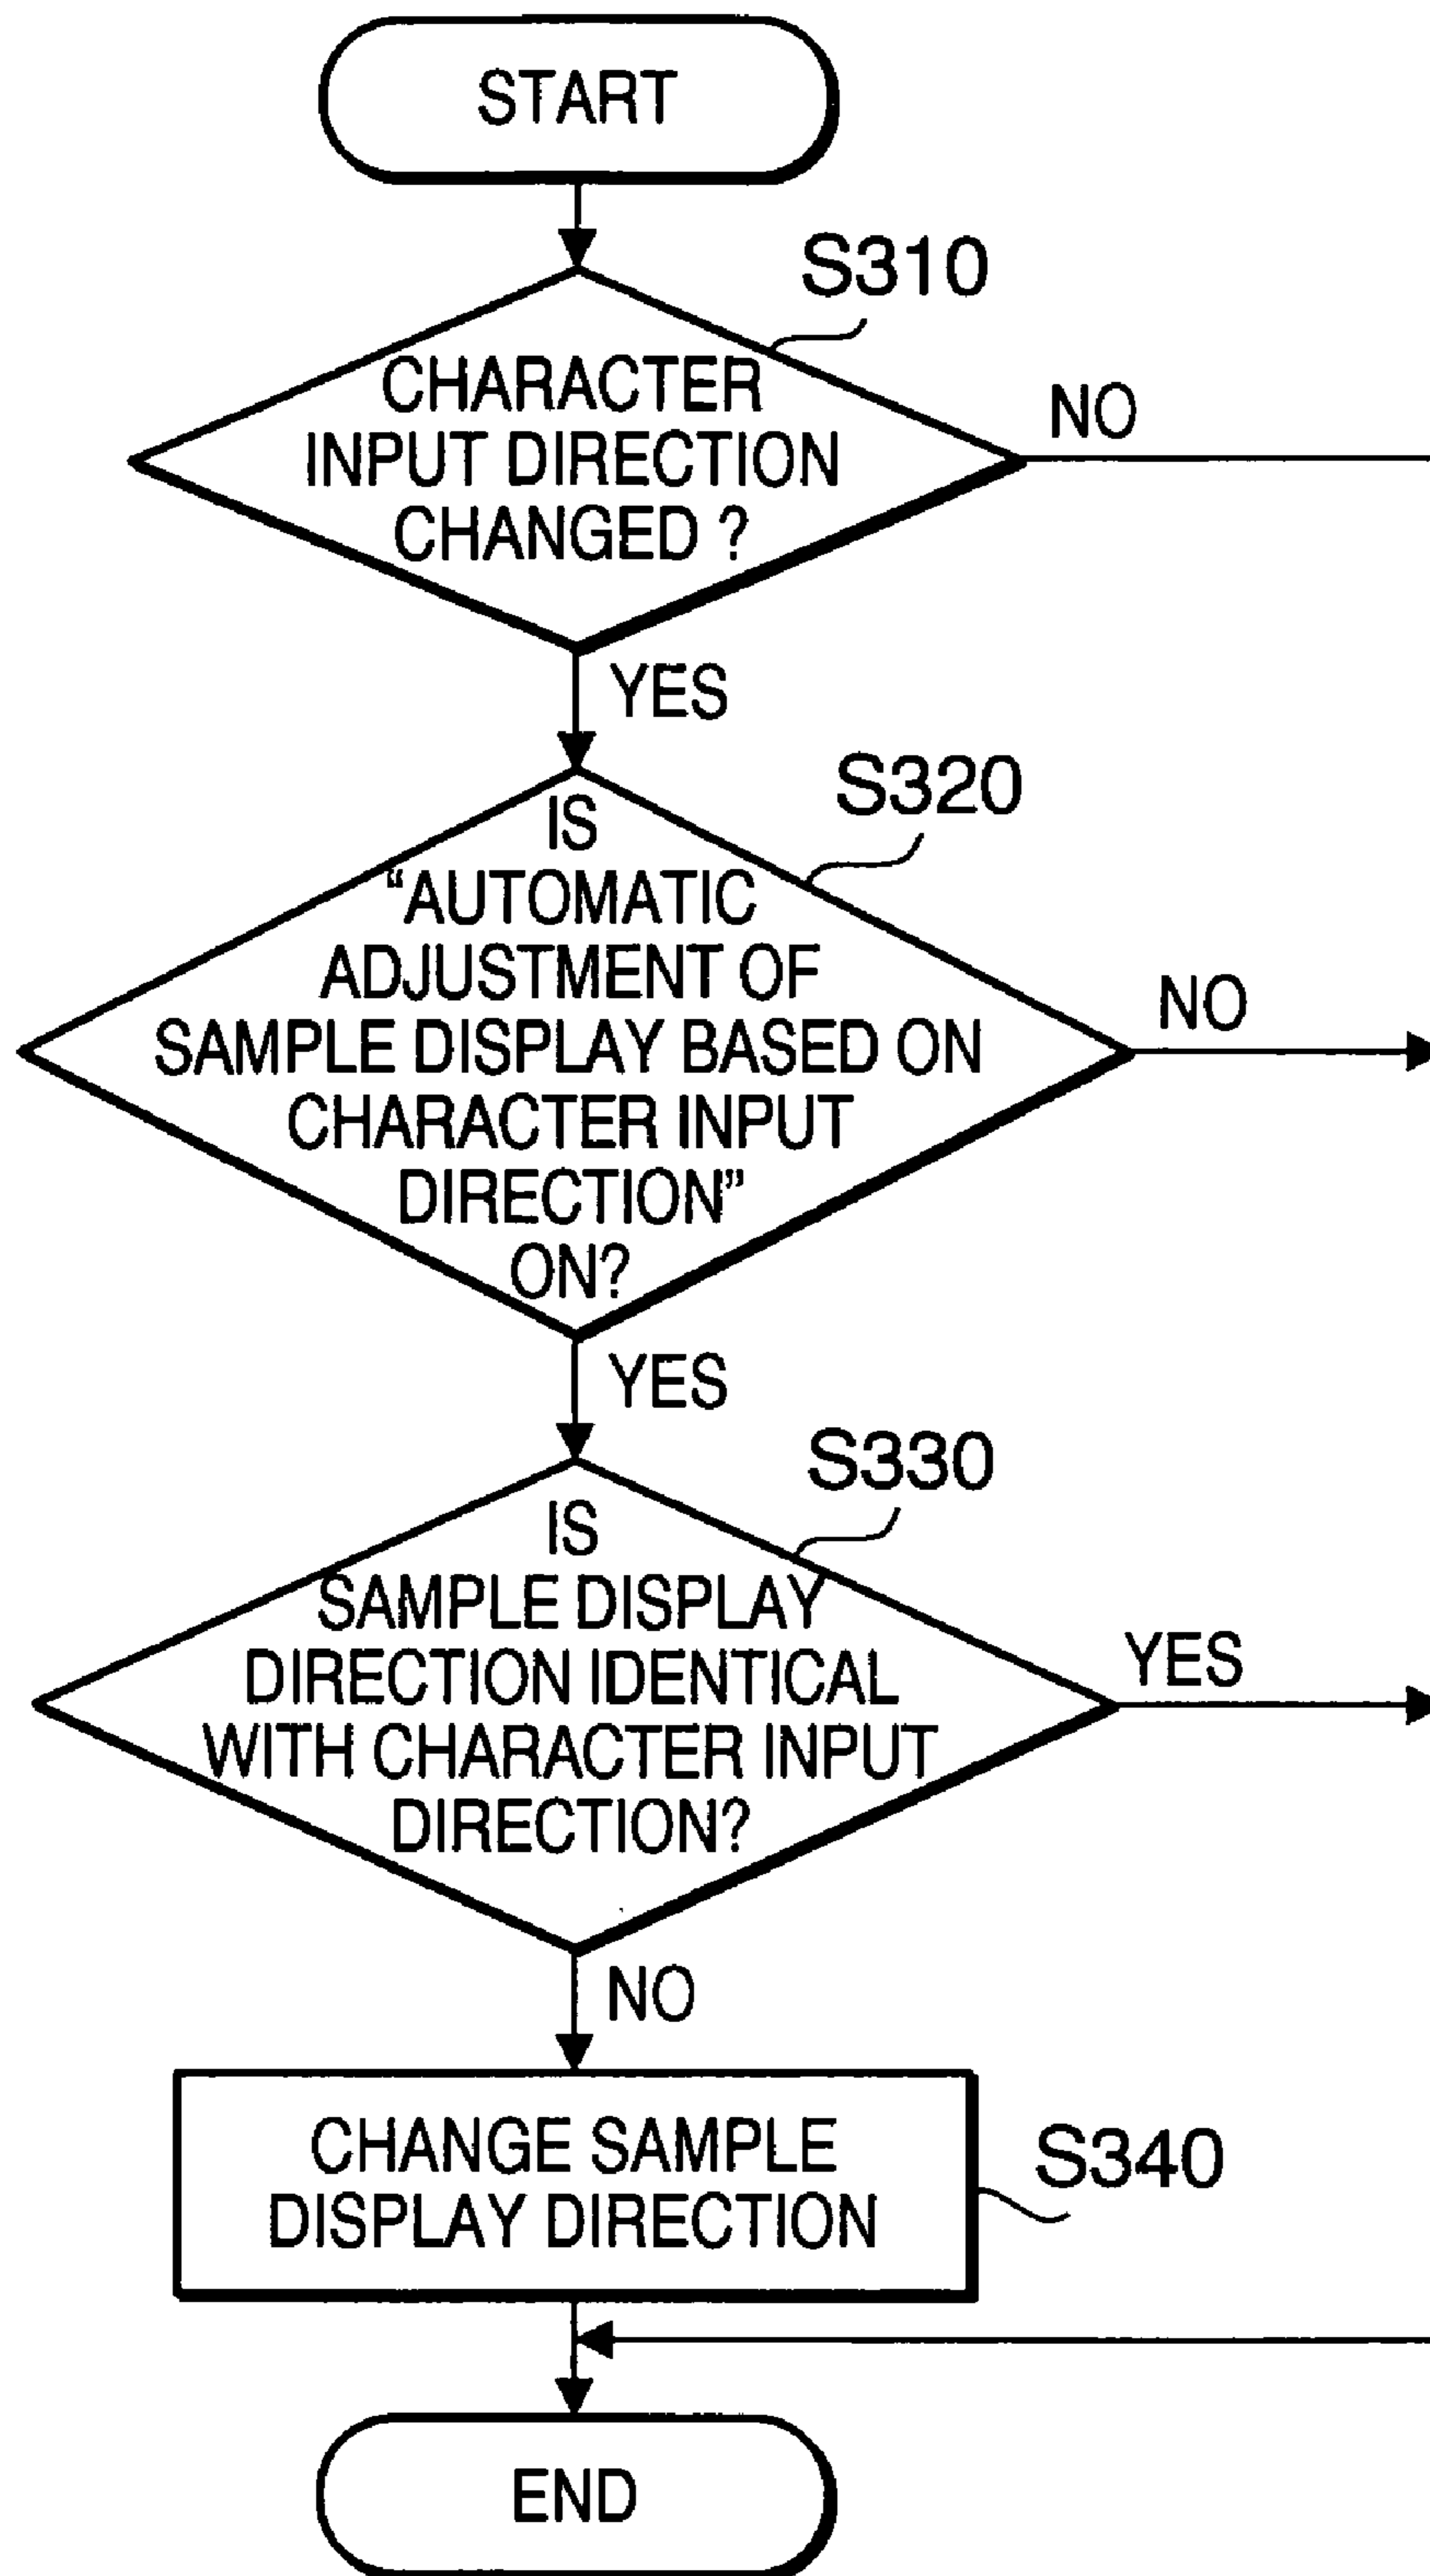 START
S310
CHARACTER
INPUT DIRECTION
CHANGED ?
NO
YES
S320
IS
“AUTOMATIC
ADJUSTMENT OF
SAMPLE DISPLAY BASED ON
CHARACTER INPUT
DIRECTION”
ON?
NO
YES
S330
IS
SAMPLE DISPLAY
DIRECTION IDENTICAL
WITH CHARACTER INPUT
DIRECTION?
YES
NO
CHANGE SAMPLE
DISPLAY DIRECTION
S340
END